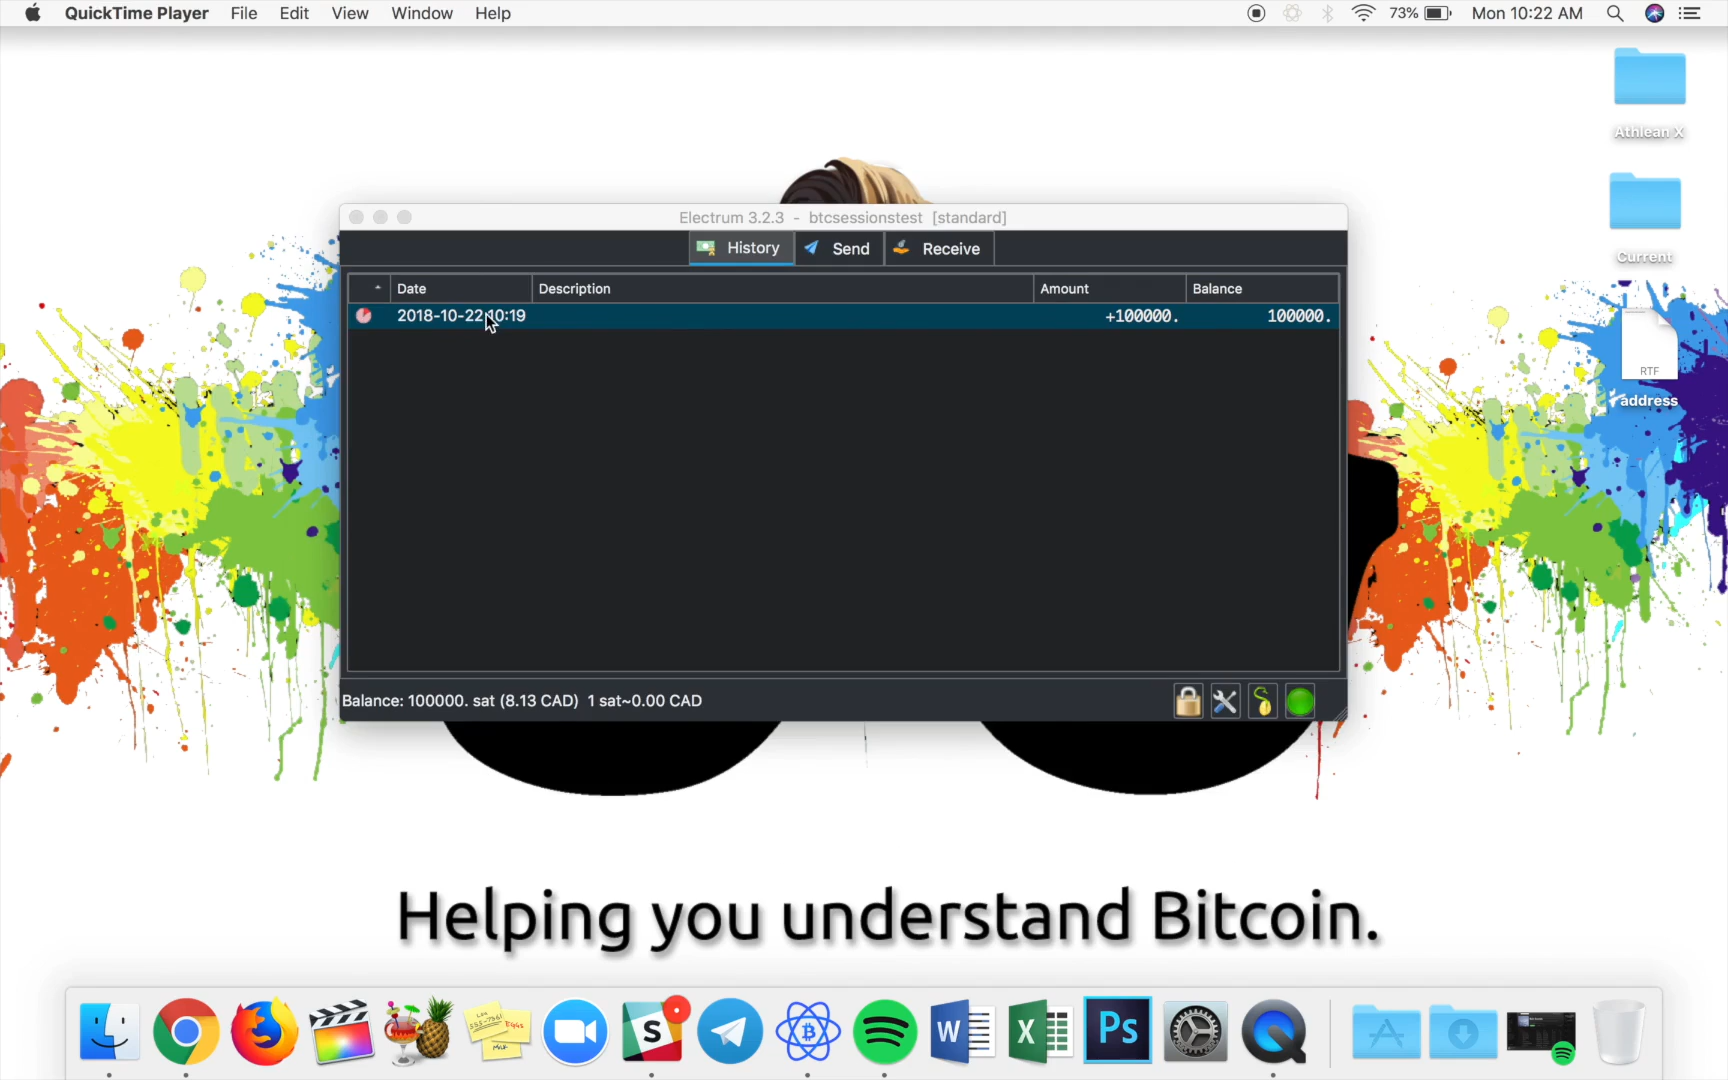 QuickTime Player File Edit View Window Help 73% Mon 10:22 AM
Athlean X
Current
RTF
address
Electrum 3.2.3 - btcsessionstest [standard]
History Send Receive
Date Description Amount Balance
2018-10-22 10:19 +100000. 100000.
Balance: 100000. sat (8.13 CAD) 1 sat~0.00 CAD
Helping you understand Bitcoin.
S W X Ps